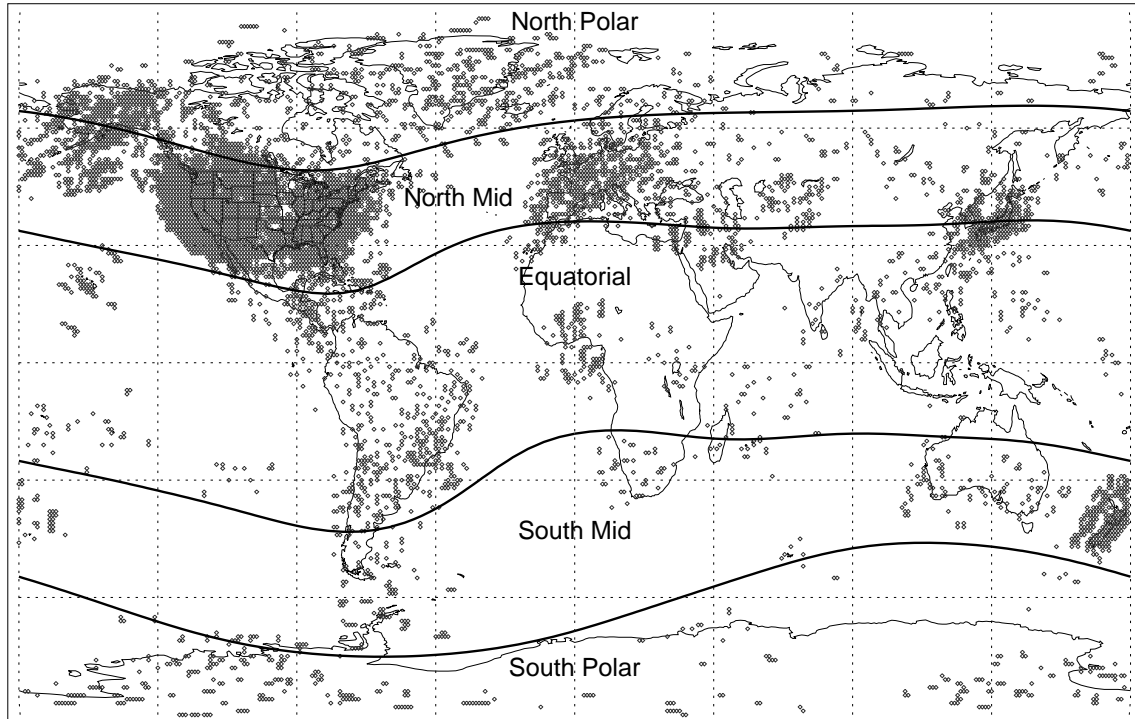 North Polar
North Mid
Equatorial
South Mid
South Polar